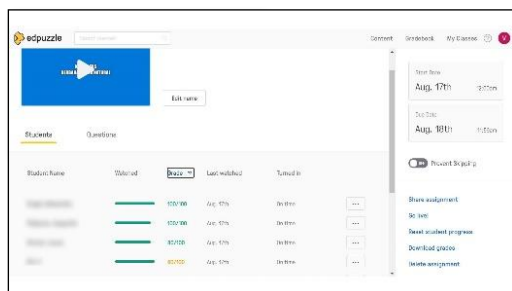 edpuzzle
Content Gradebook My Classes
Edit name
Students Questions
Start Date
Aug. 17th
Due Date
Aug. 18th
Prevent Skipping
Student Name Watched Grade Last watched Turned in
100/100 Aug. 17th On time
100/100 Aug. 17th On time
80/100 Aug. 17th On time
80/100 Aug. 17th On time
Share assignment
Go live!
Reset student progress
Download grades
Delete assignment